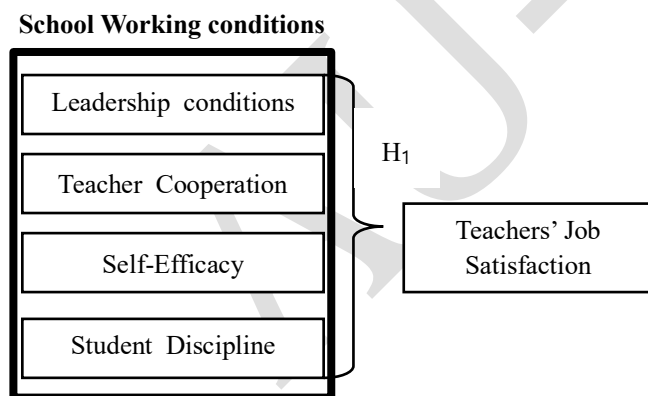 School Working conditions
Leadership conditions
H1
Teacher Cooperation
Teachers’ Job
Satisfaction
Self-Efficacy
Student Discipline